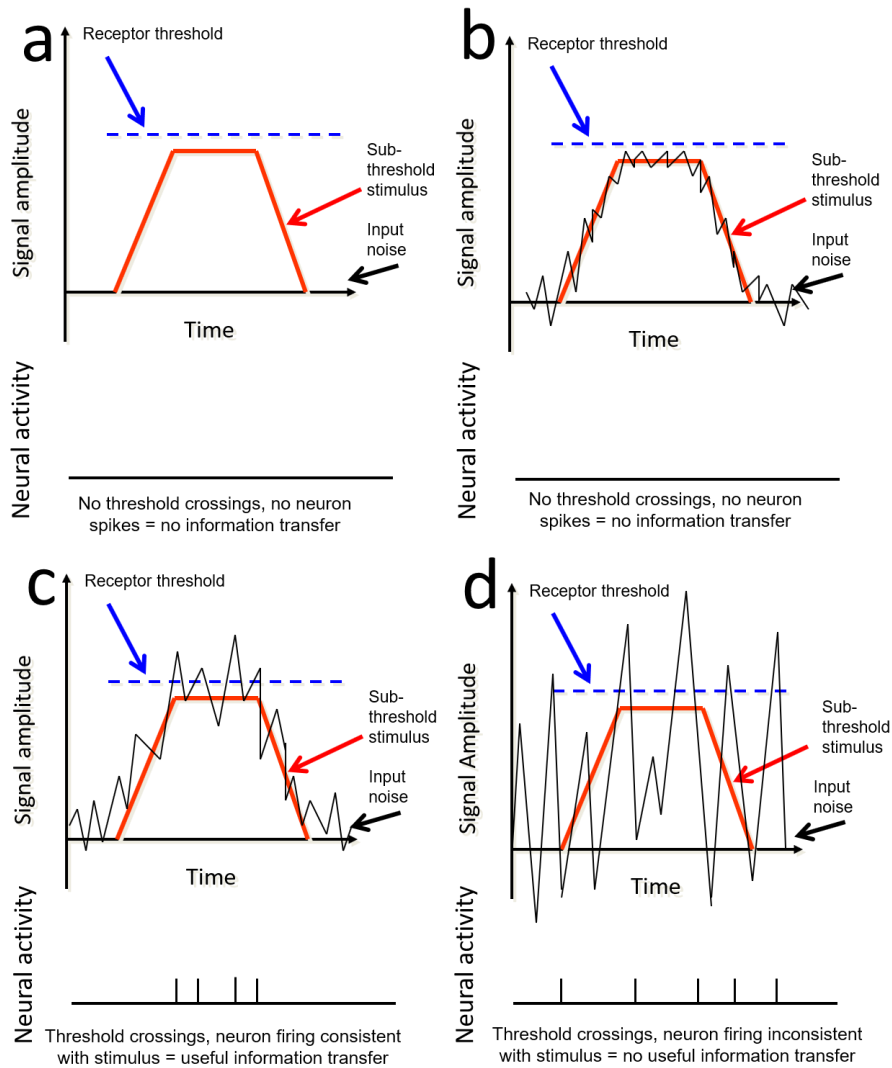 a
Receptor threshold
Signal amplitude
Sub-
threshold
stimulus
Input
noise
Time
Neural activity
No threshold crossings, no neuron
spikes = no information transfer
b
Receptor threshold
Signal amplitude
Sub-
threshold
stimulus
Input
noise
Time
Neural activity
No threshold crossings, no neuron
spikes = no information transfer
c
Receptor threshold
Signal amplitude
Sub-
threshold
stimulus
Input
noise
Time
Neural activity
Threshold crossings, neuron firing consistent
with stimulus = useful information transfer
d
Receptor threshold
Signal Amplitude
Sub-
threshold
stimulus
Input
noise
Time
Neural activity
Threshold crossings, neuron firing inconsistent
with stimulus = no useful information transfer